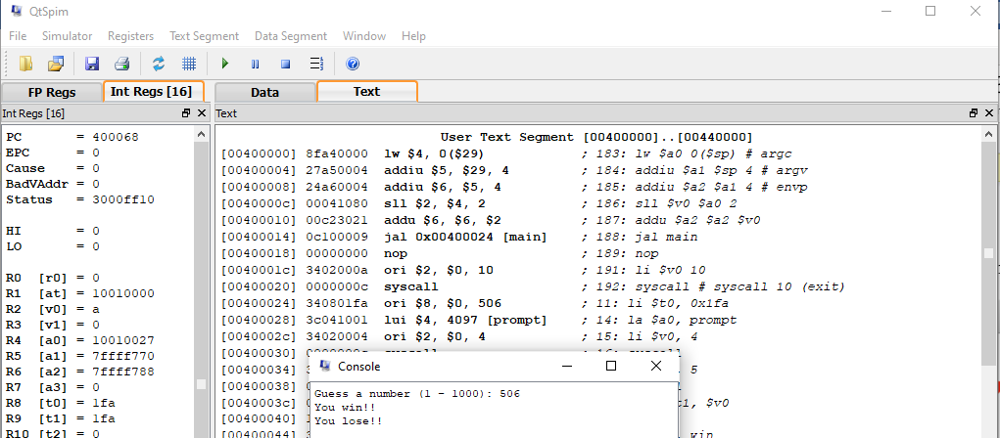 QtSpim
File Simulator Registers Text Segment Data Segment Window Help
FP Regs Int Regs [16] Data Text
Int Regs [16] Text
PC = 400068
EPC = 0
Cause = 0
BadVAddr = 0
Status = 3000ff10
HI = 0
LO = 0
R0 [r0] = 0
R1 [at] = 10010000
R2 [v0] = a
R3 [v1] = 0
R4 [a0] = 10010027
R5 [a1] = 7ffff770
R6 [a2] = 7ffff788
R7 [a3] = 0
R8 [t0] = 1fa
R9 [t1] = 1fa
R10 [t2] = 0
User Text Segment [00400000]..[00440000]
[00400000] 8fa40000 lw $4, 0($29) ; 183: lw $a0 0($sp) # argc
[00400004] 27a50004 addiu $5, $29, 4 ; 184: addiu $a1 $sp 4 # argv
[00400008] 24a60004 addiu $6, $5, 4 ; 185: addiu $a2 $a1 4 # envp
[0040000c] 00041080 sll $2, $4, 2 ; 186: sll $v0 $a0 2
[00400010] 00c23021 addu $6, $6, $2 ; 187: addu $a2 $a2 $v0
[00400014] 0c100009 jal 0x00400024 [main] ; 188: jal main
[00400018] 00000000 nop ; 189: nop
[0040001c] 3402000a ori $2, $0, 10 ; 191: li $v0 10
[00400020] 0000000c syscall ; 192: syscall # syscall 10 (exit)
[00400024] 340801fa ori $8, $0, 506 ; 11: li $t0, 0x1fa
[00400028] 3c041001 lui $4, 4097 [prompt] ; 14: la $a0, prompt
[0040002c] 34020004 ori $2, $0, 4 ; 15: li $v0, 4
[00400030]
[00400034] 5
[00400038]
[0040003c] t1, $v0
[00400040]
[00400044] win
Console
Guess a number (1 - 1000): 506
You win!!
You lose!!